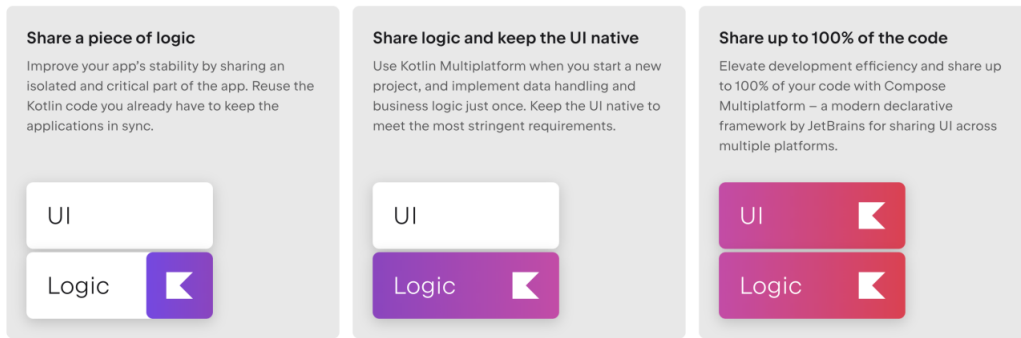 Share a piece of logic
Improve your app's stability by sharing an
isolated and critical part of the app. Reuse the
Kotlin code you already have to keep the
applications in sync.
UI
Logic
Share logic and keep the UI native
Use Kotlin Multiplatform when you start a new
project, and implement data handling and
business logic just once. Keep the UI native to
meet the most stringent requirements.
UI
Logic
Share up to 100% of the code
Elevate development efficiency and share up
to 100% of your code with Compose
Multiplatform – a modern declarative
framework by JetBrains for sharing UI across
multiple platforms.
UI
Logic